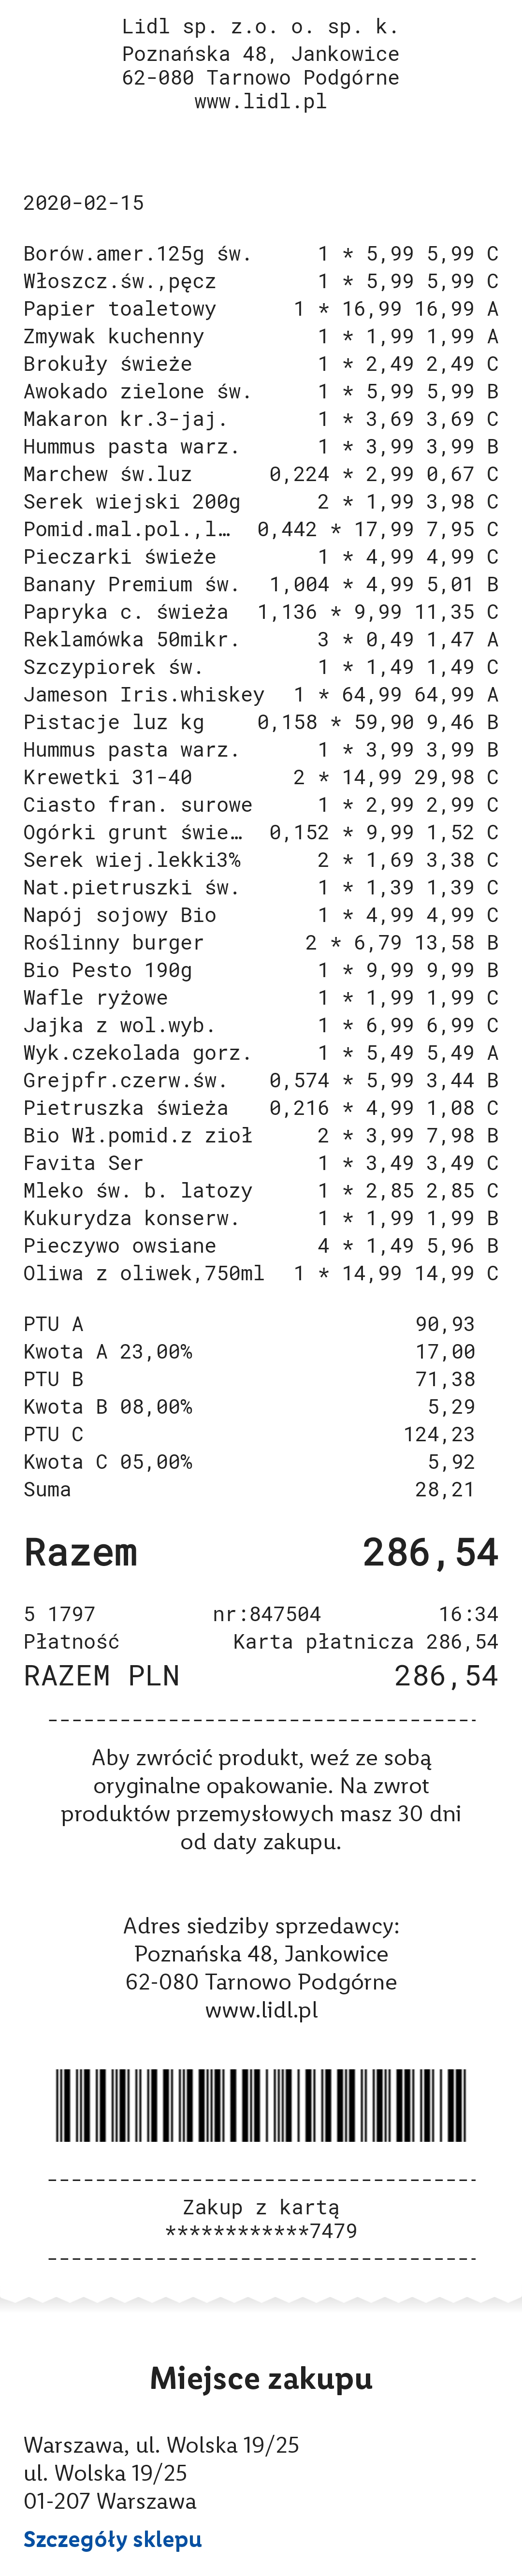 Lidl sp. z.o. o. sp. k.
Poznańska 48, Jankowice
62-080 Tarnowo Podgórne
www.lidl.pl
2020-02-15
Borów.amer.125g św. 1 * 5,99 5,99 C
Włoszcz.św.,pęcz 1 * 5,99 5,99 C
Papier toaletowy 1 * 16,99 16,99 A
Zmywak kuchenny 1 * 1,99 1,99 A
Brokuły świeże 1 * 2,49 2,49 C
Awokado zielone św. 1 * 5,99 5,99 B
Makaron kr.3-jaj. 1 * 3,69 3,69 C
Hummus pasta warz. 1 * 3,99 3,99 B
Marchew św.luz 0,224 * 2,99 0,67 C
Serek wiejski 200g 2 * 1,99 3,98 C
Pomid.mal.pol.,l… 0,442 * 17,99 7,95 C
Pieczarki świeże 1 * 4,99 4,99 C
Banany Premium św. 1,004 * 4,99 5,01 B
Papryka c. świeża 1,136 * 9,99 11,35 C
Reklamówka 50mikr. 3 * 0,49 1,47 A
Szczypiorek św. 1 * 1,49 1,49 C
Jameson Iris.whiskey 1 * 64,99 64,99 A
Pistacje luz kg 0,158 * 59,90 9,46 B
Hummus pasta warz. 1 * 3,99 3,99 B
Krewetki 31-40 2 * 14,99 29,98 C
Ciasto fran. surowe 1 * 2,99 2,99 C
Ogórki grunt świe… 0,152 * 9,99 1,52 C
Serek wiej.lekki3% 2 * 1,69 3,38 C
Nat.pietruszki św. 1 * 1,39 1,39 C
Napój sojowy Bio 1 * 4,99 4,99 C
Roślinny burger 2 * 6,79 13,58 B
Bio Pesto 190g 1 * 9,99 9,99 B
Wafle ryżowe 1 * 1,99 1,99 C
Jajka z wol.wyb. 1 * 6,99 6,99 C
Wyk.czekolada gorz. 1 * 5,49 5,49 A
Grejpfr.czerw.św. 0,574 * 5,99 3,44 B
Pietruszka świeża 0,216 * 4,99 1,08 C
Bio Wł.pomid.z zioł 2 * 3,99 7,98 B
Favita Ser 1 * 3,49 3,49 C
Mleko św. b. latozy 1 * 2,85 2,85 C
Kukurydza konserw. 1 * 1,99 1,99 B
Pieczywo owsiane 4 * 1,49 5,96 B
Oliwa z oliwek,750ml 1 * 14,99 14,99 C
PTU A 90,93
Kwota A 23,00% 17,00
PTU B 71,38
Kwota B 08,00% 5,29
PTU C 124,23
Kwota C 05,00% 5,92
Suma 28,21
Razem 286,54
5 1797 nr:847504 16:34
Płatność Karta płatnicza 286,54
RAZEM PLN 286,54
Aby zwrócić produkt, weź ze sobą
oryginalne opakowanie. Na zwrot
produktów przemysłowych masz 30 dni
od daty zakupu.
Adres siedziby sprzedawcy:
Poznańska 48, Jankowice
62-080 Tarnowo Podgórne
www.lidl.pl
Zakup z kartą
************7479
Miejsce zakupu
Warszawa, ul. Wolska 19/25
ul. Wolska 19/25
01-207 Warszawa
Szczegóły sklepu